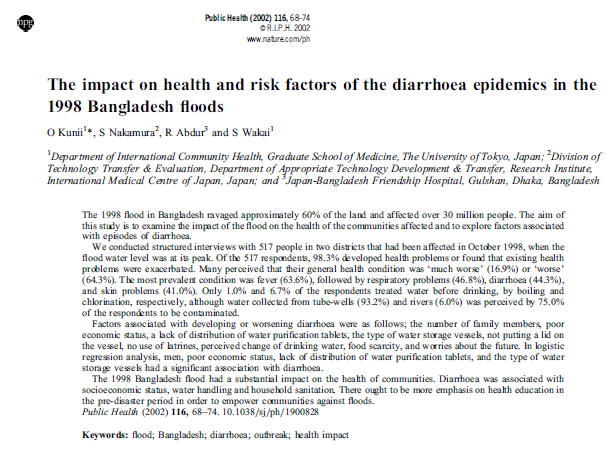 npg
Public Health (2002) 116, 68–74
© R.I.P.H. 2002
www.nature.com/ph
The impact on health and risk factors of the diarrhoea epidemics in the
1998 Bangladesh floods
O Kunii1*, S Nakamura2, R Abdur3 and S Wakai1
1Department of International Community Health, Graduate School of Medicine, The University of Tokyo, Japan; 2Division of
Technology Transfer & Evaluation, Department of Appropriate Technology Development & Transfer, Research Institute,
International Medical Centre of Japan, Japan; and 3Japan-Bangladesh Friendship Hospital, Gulshan, Dhaka, Bangladesh
The 1998 flood in Bangladesh ravaged approximately 60% of the land and affected over 30 million people. The aim of
this study is to examine the impact of the flood on the health of the communities affected and to explore factors associated
with episodes of diarrhoea.
We conducted structured interviews with 517 people in two districts that had been affected in October 1998, when the
flood water level was at its peak. Of the 517 respondents, 98.3% developed health problems or found that existing health
problems were exacerbated. Many perceived that their general health condition was ‘much worse’ (16.9%) or ‘worse’
(64.3%). The most prevalent condition was fever (63.6%), followed by respiratory problems (46.8%), diarrhoea (44.3%),
and skin problems (41.0%). Only 1.0% and 6.7% of the respondents treated water before drinking, by boiling and
chlorination, respectively, although water collected from tube-wells (93.2%) and rivers (6.0%) was perceived by 75.0%
of the respondents to be contaminated.
Factors associated with developing or worsening diarrhoea were as follows; the number of family members, poor
economic status, a lack of distribution of water purification tablets, the type of water storage vessels, not putting a lid on
the vessel, no use of latrines, perceived change of drinking water, food scarcity, and worries about the future. In logistic
regression analysis, men, poor economic status, lack of distribution of water purification tablets, and the type of water
storage vessels had a significant association with diarrhoea.
The 1998 Bangladesh flood had a substantial impact on the health of communities. Diarrhoea was associated with
socioeconomic status, water handling and household sanitation. There ought to be more emphasis on health education in
the pre-disaster period in order to empower communities against floods.
Public Health (2002) 116, 68–74. 10.1038/sj/ph/1900828
Keywords: flood; Bangladesh; diarrhoea; outbreak; health impact